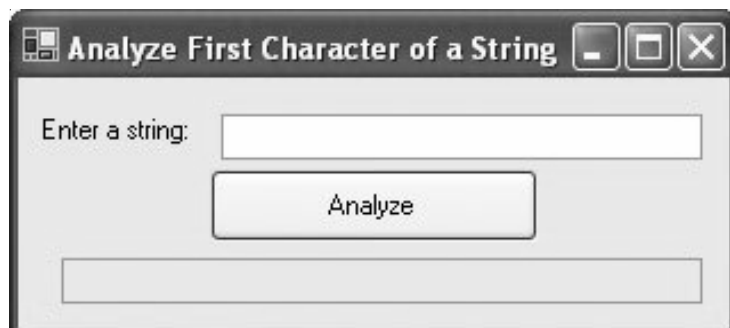 Analyze First Character of a String
Enter a string:
Analyze